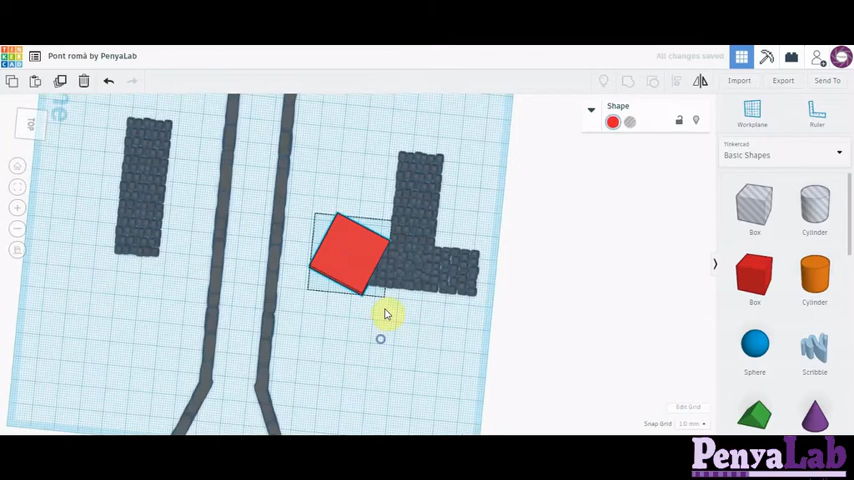 TIN
KER
CAD
Pont romà by PenyaLab
All changes saved
Import
Export
Send To
TOP
Shape
Workplane
Ruler
Tinkercad
Basic Shapes
Box
Cylinder
Box
Cylinder
Sphere
Scribble
Edit Grid
Snap Grid 1.0 mm
PenyaLab